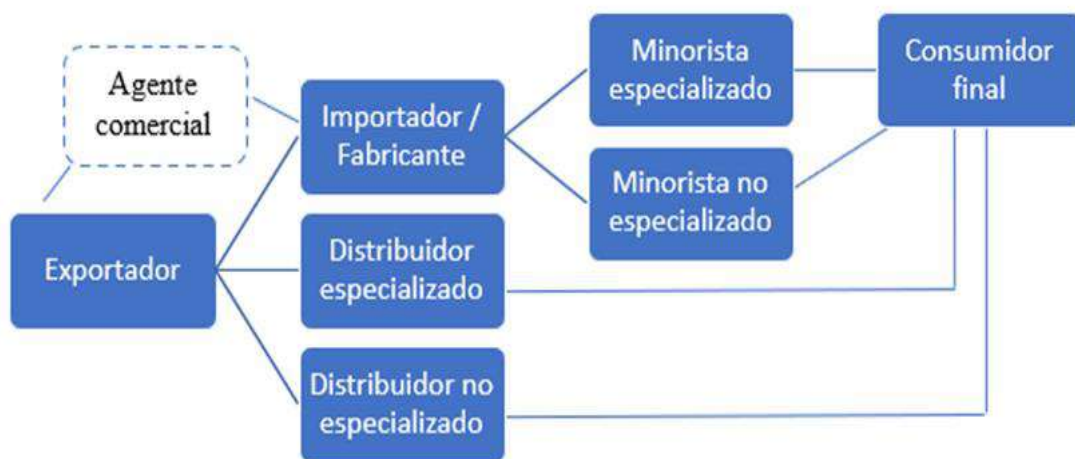 Agente
comercial
Exportador
Importador /
Fabricante
Distribuidor
especializado
Distribuidor no
especializado
Minorista
especializado
Minorista no
especializado
Consumidor
final